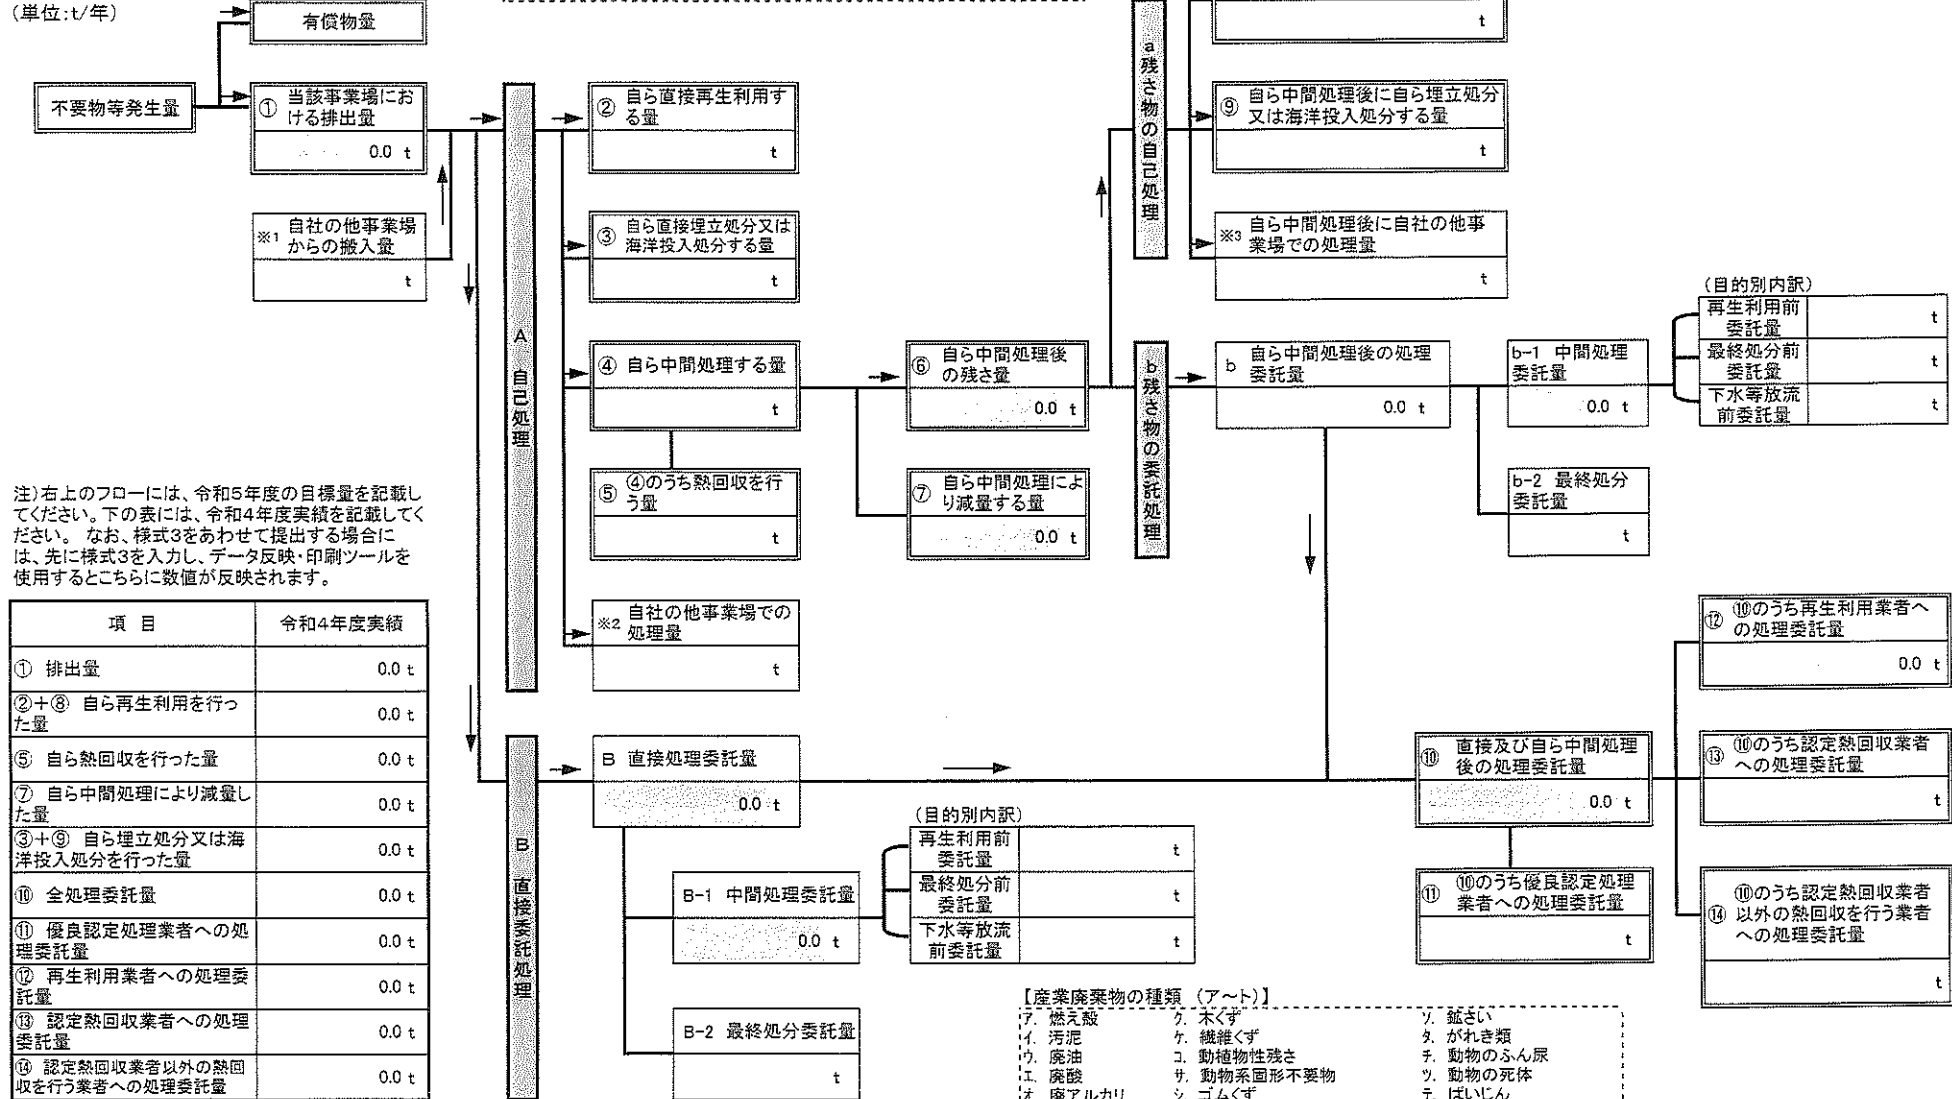 (単位:t/年)
有償物量
t
不要物等発生量
① 当該事業場にお
ける排出量
0.0 t
※1 自社の他事業場
からの搬入量
t
A 自己処理
② 自ら直接再生利用す
る量
t
③ 自ら直接埋立処分又は
海洋投入処分する量
t
④ 自ら中間処理する量
t
⑤ ④のうち熱回収を行
う量
t
※2 自社の他事業場での
処理量
t
⑥ 自ら中間処理後
の残さ量
0.0 t
⑦ 自ら中間処理によ
り減量する量
0.0 t
a 残さ物の自己処理
⑨ 自ら中間処理後に自ら埋立処分
又は海洋投入処分する量
t
※3 自ら中間処理後に自社の他事
業場での処理量
t
b 残さ物の委託処理
b 自ら中間処理後の処理
委託量
0.0 t
b-1 中間処理
委託量
0.0 t
b-2 最終処分
委託量
t
(目的別内訳)
再生利用前
委託量
t
最終処分前
委託量
t
下水等放流
前委託量
t
注)右上のフローには、令和5年度の目標量を記載し
てください。下の表には、令和4年度実績を記載してく
ださい。 なお、様式3をあわせて提出する場合に
は、先に様式3を入力し、データ反映・印刷ツールを
使用するとこちらに数値が反映されます。
項 目 令和4年度実績
① 排出量 0.0 t
②+⑧ 自ら再生利用を行っ
た量 0.0 t
⑤ 自ら熱回収を行った量 0.0 t
⑦ 自ら中間処理により減量し
た量 0.0 t
③+⑨ 自ら埋立処分又は海
洋投入処分を行った量 0.0 t
⑩ 全処理委託量 0.0 t
⑪ 優良認定処理業者への処
理委託量 0.0 t
⑫ 再生利用業者への処理委
託量 0.0 t
⑬ 認定熱回収業者への処理
委託量 0.0 t
⑭ 認定熱回収業者以外の熱回
収を行う業者への処理委託量 0.0 t
B 直接委託処理
B 直接処理委託量
0.0 t
B-1 中間処理委託量
0.0 t
B-2 最終処分委託量
t
(目的別内訳)
再生利用前
委託量
t
最終処分前
委託量
t
下水等放流
前委託量
t
⑩ 直接及び自ら中間処理
後の処理委託量
0.0 t
⑪ ⑩のうち優良認定処理
業者への処理委託量
t
⑫ ⑩のうち再生利用業者へ
の処理委託量
0.0 t
⑬ ⑩のうち認定熱回収業者
への処理委託量
t
⑭ ⑩のうち認定熱回収業者
以外の熱回収を行う業者
への処理委託量
t
【産業廃棄物の種類 (ア~ト)】
ア. 燃え殻 ク. 木くず ソ. 鉱さい
イ. 汚泥 ケ. 繊維くず タ. がれき類
ウ. 廃油 コ. 動植物性残さ チ. 動物のふん尿
エ. 廃酸 サ. 動物系固形不要物 ツ. 動物の死体
オ. 廃アルカリ シ. ゴムくず テ. ばいじん